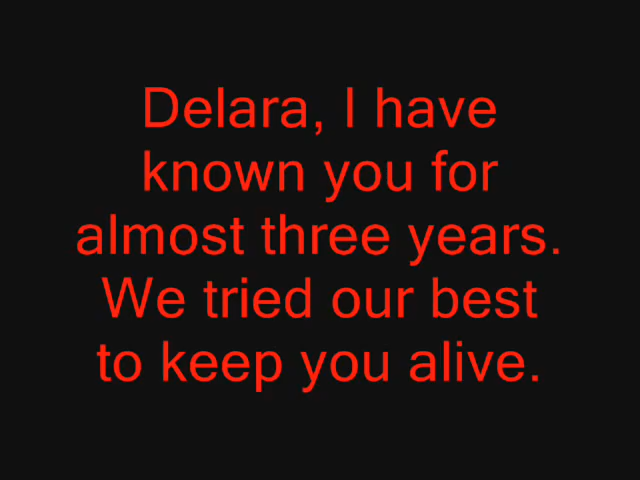 Delara, I have
known you for
almost three years.
We tried our best
to keep you alive.